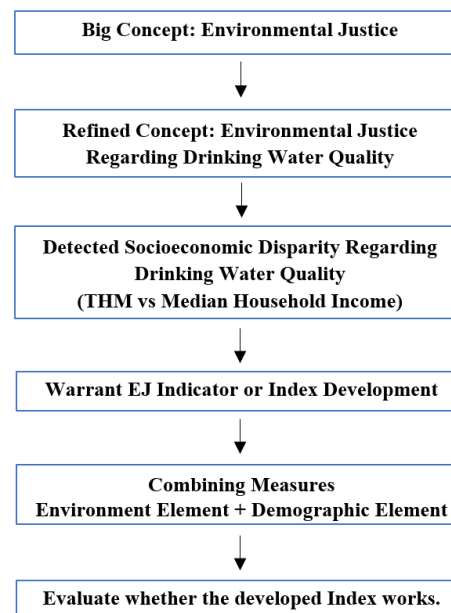 Big Concept: Environmental Justice
Refined Concept: Environmental Justice
Regarding Drinking Water Quality
Detected Socioeconomic Disparity Regarding
Drinking Water Quality
(THM vs Median Household Income)
Warrant EJ Indicator or Index Development
Combining Measures
Environment Element + Demographic Element
Evaluate whether the developed Index works.